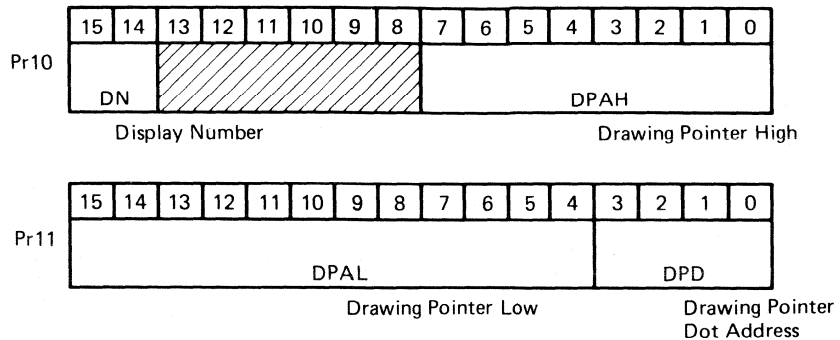 15 14 13 12 11 10 9 8 7 6 5 4 3 2 1 0
Pr10
DN DPAH
Display Number Drawing Pointer High
15 14 13 12 11 10 9 8 7 6 5 4 3 2 1 0
Pr11
DPAL DPD
Drawing Pointer Low Drawing Pointer
Dot Address